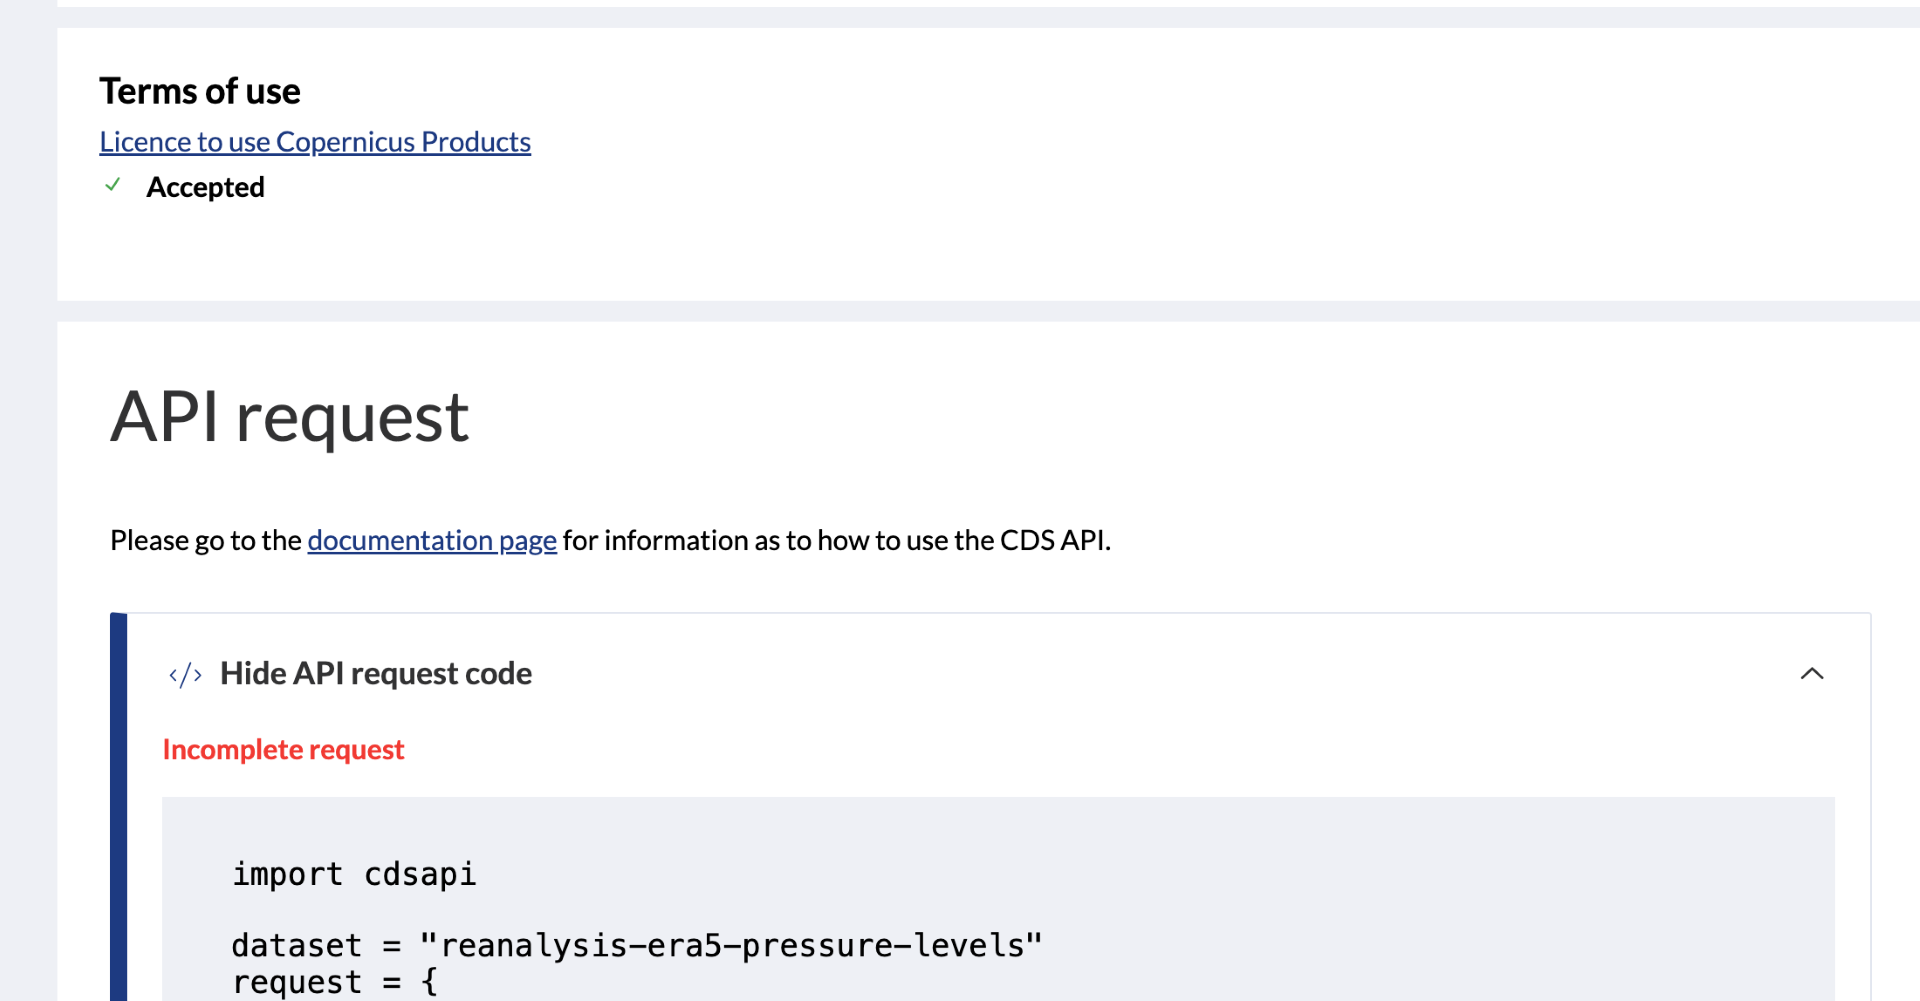 Terms of use
Licence to use Copernicus Products
Accepted
API request
Please go to the documentation page for information as to how to use the CDS API.
</> Hide API request code
Incomplete request
import cdsapi
dataset = "reanalysis-era5-pressure-levels"
request = {